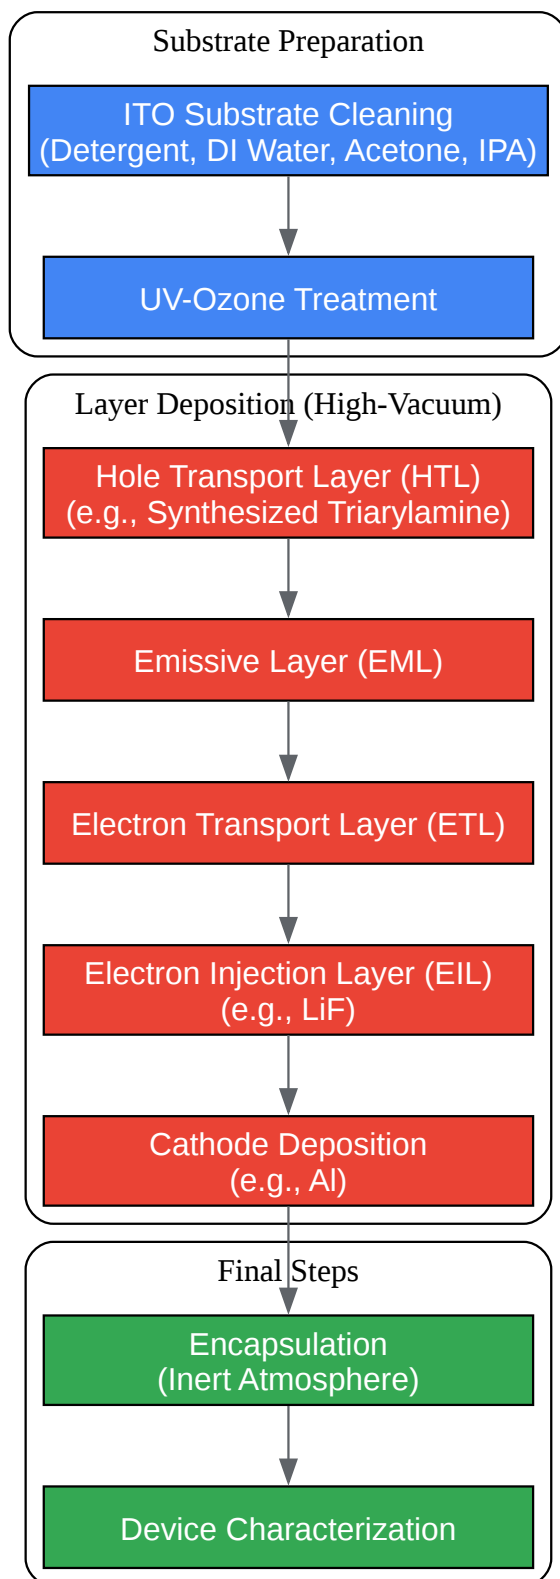 Substrate Preparation
ITO Substrate Cleaning
(Detergent, DI Water, Acetone, IPA)
UV-Ozone Treatment
Layer Deposition (High-Vacuum)
Hole Transport Layer (HTL)
(e.g., Synthesized Triarylamine)
Emissive Layer (EML)
Electron Transport Layer (ETL)
Electron Injection Layer (EIL)
(e.g., LiF)
Cathode Deposition
(e.g., Al)
Final Steps
Encapsulation
(Inert Atmosphere)
Device Characterization